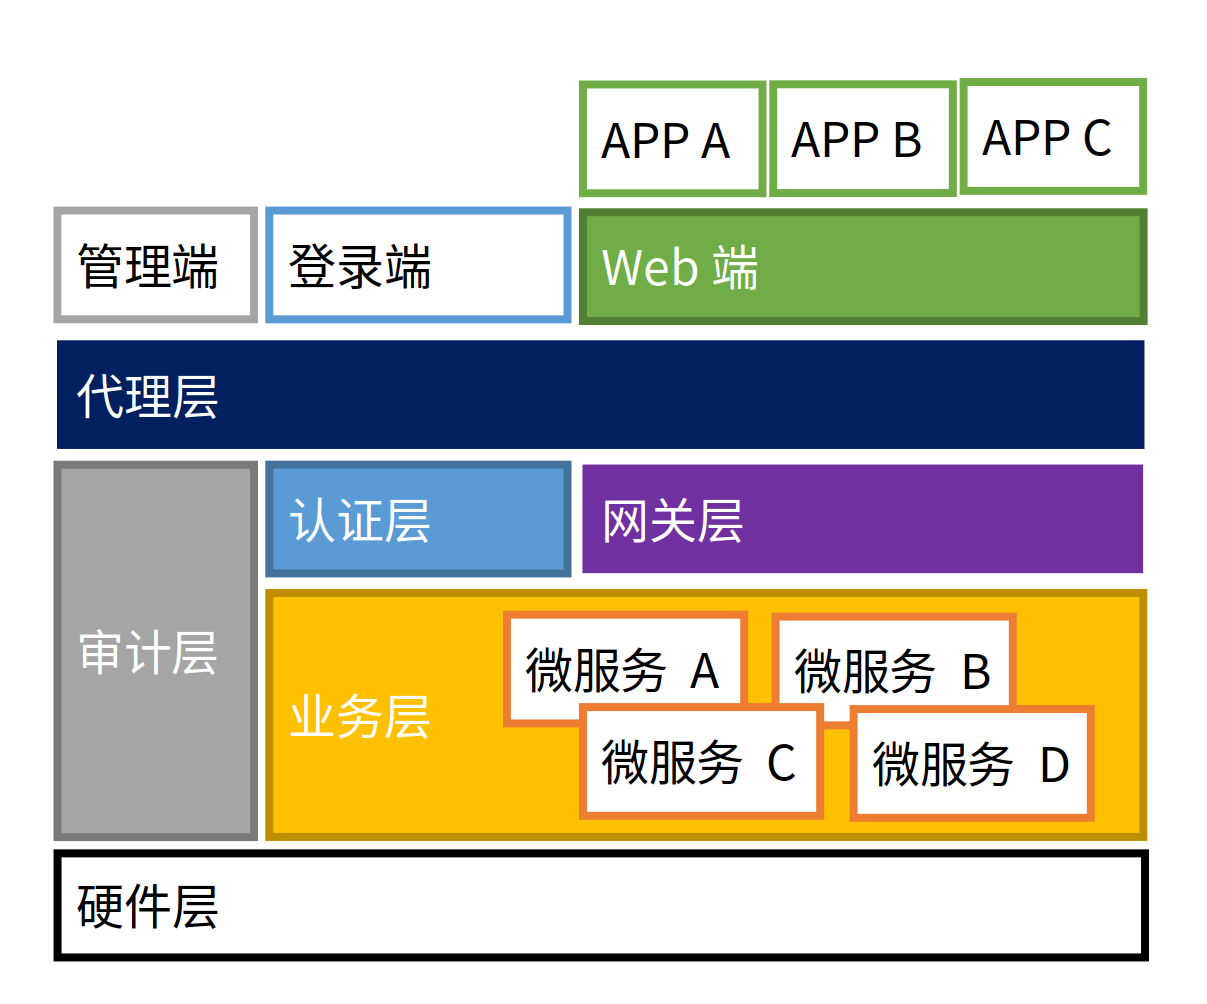 APP A
APP B
APP C
管理端
登录端
Web 端
代理层
认证层
网关层
审计层
业务层
微服务 A
微服务 B
微服务 C
微服务 D
硬件层